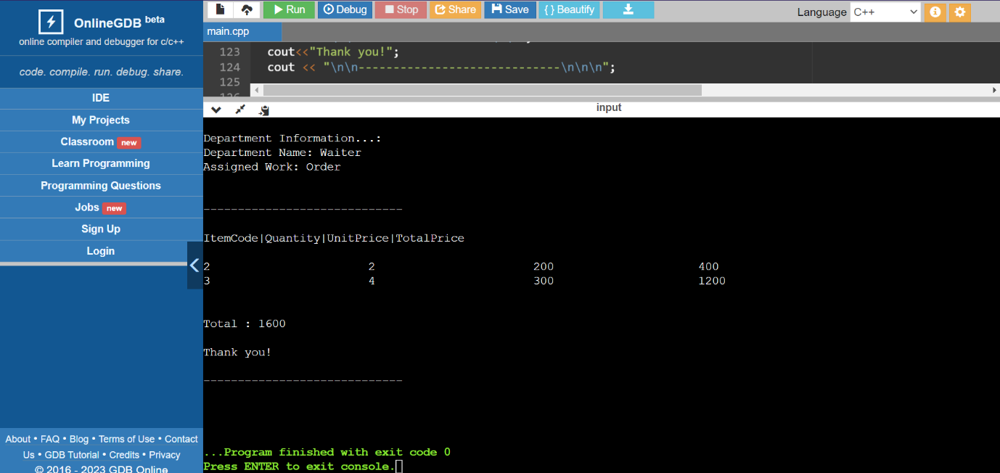 OnlineGDB beta
online compiler and debugger for c/c++
code. compile. run. debug. share.
IDE
My Projects
Classroom new
Learn Programming
Programming Questions
Jobs new
Sign Up
Login
About • FAQ • Blog • Terms of Use • Contact
Us • GDB Tutorial • Credits • Privacy
© 2016 - 2023 GDB Online
Run Debug Stop Share Save { } Beautify
Language C++
main.cpp
123 cout<<"Thank you!";
124 cout << "\n\n-----------------------------\n\n\n";
125
126
input
Department Information...:
Department Name: Waiter
Assigned Work: Order
-----------------------------
ItemCode|Quantity|UnitPrice|TotalPrice
2 2 200 400
3 4 300 1200
Total : 1600
Thank you!
-----------------------------
...Program finished with exit code 0
Press ENTER to exit console.